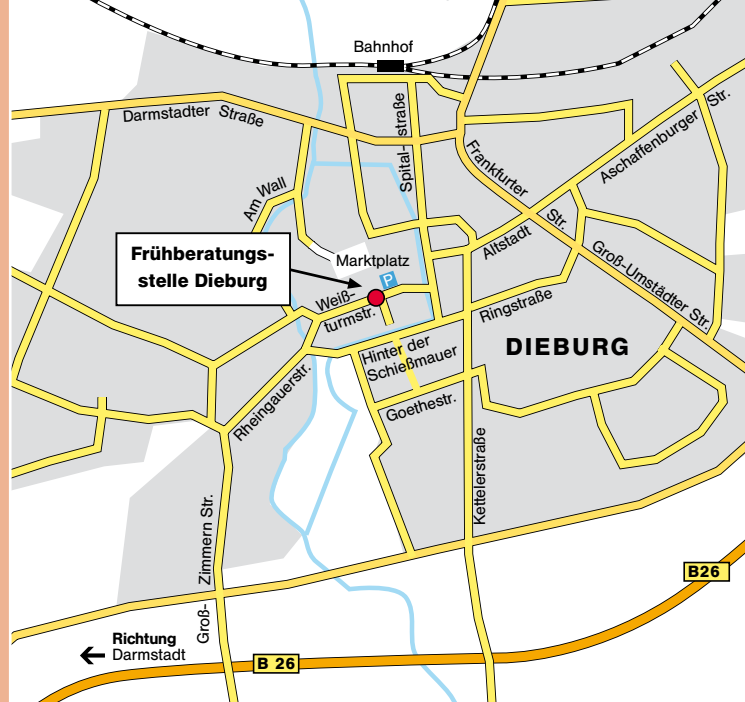 Bahnhof
Darmstadter Straße
Spital-straße
Frankfurter Str.
Aschaffenburger Str.
Am Wall
Altstadt
Groß-Umstädter Str.
Frühberatungs-
stelle Dieburg
Marktplatz
P
Weiß-
turmstr.
Ringstraße
DIEBURG
Hinter der
Schießmauer
Rheingauerstr.
Goethestr.
Kettelerstraße
Groß- Zimmern Str.
B26
Richtung
Darmstadt
B 26